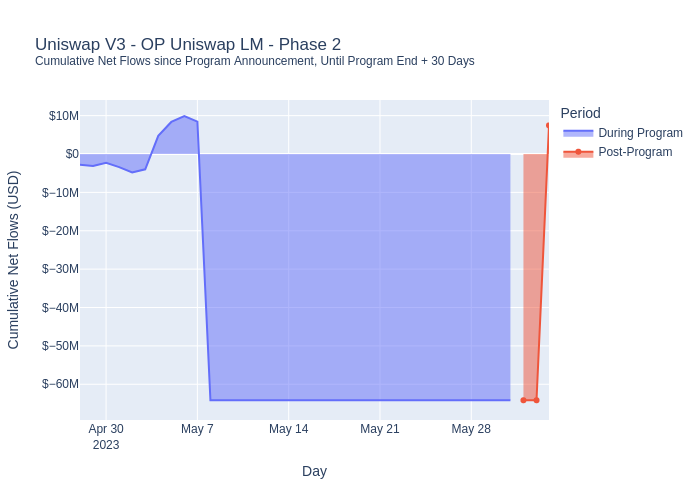 Uniswap V3 - OP Uniswap LM - Phase 2
Cumulative Net Flows since Program Announcement, Until Program End + 30 Days
Period
During Program
Post-Program
Cumulative Net Flows (USD)
$10M
$0
$−10M
$−20M
$−30M
$−40M
$−50M
$−60M
Apr 30
2023
May 7
May 14
May 21
May 28
Day